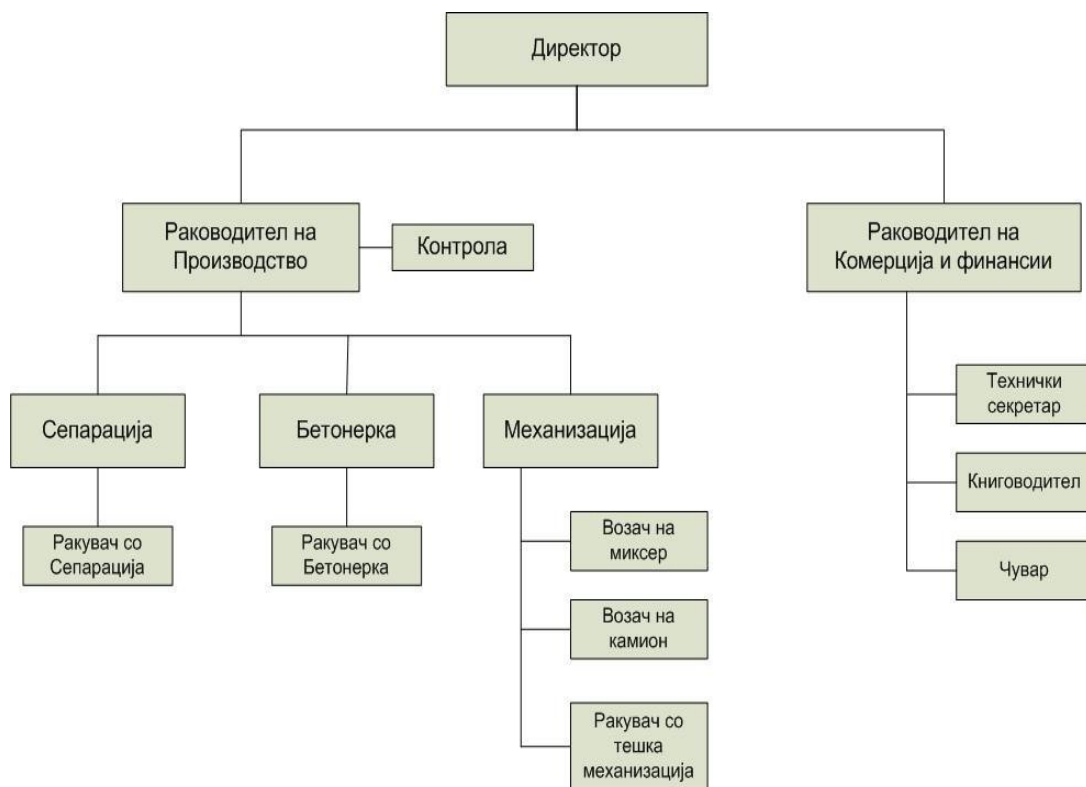 Директор
Раководител на
Производство
Контрола
Раководител на
Комерција и финансии
Сепарација
Бетонерка
Механизација
Технички
секретар
Книговодител
Чувар
Ракувач со
Сепарација
Ракувач со
Бетонерка
Возач на
миксер
Возач на
камион
Ракувач со
тешка
механизација